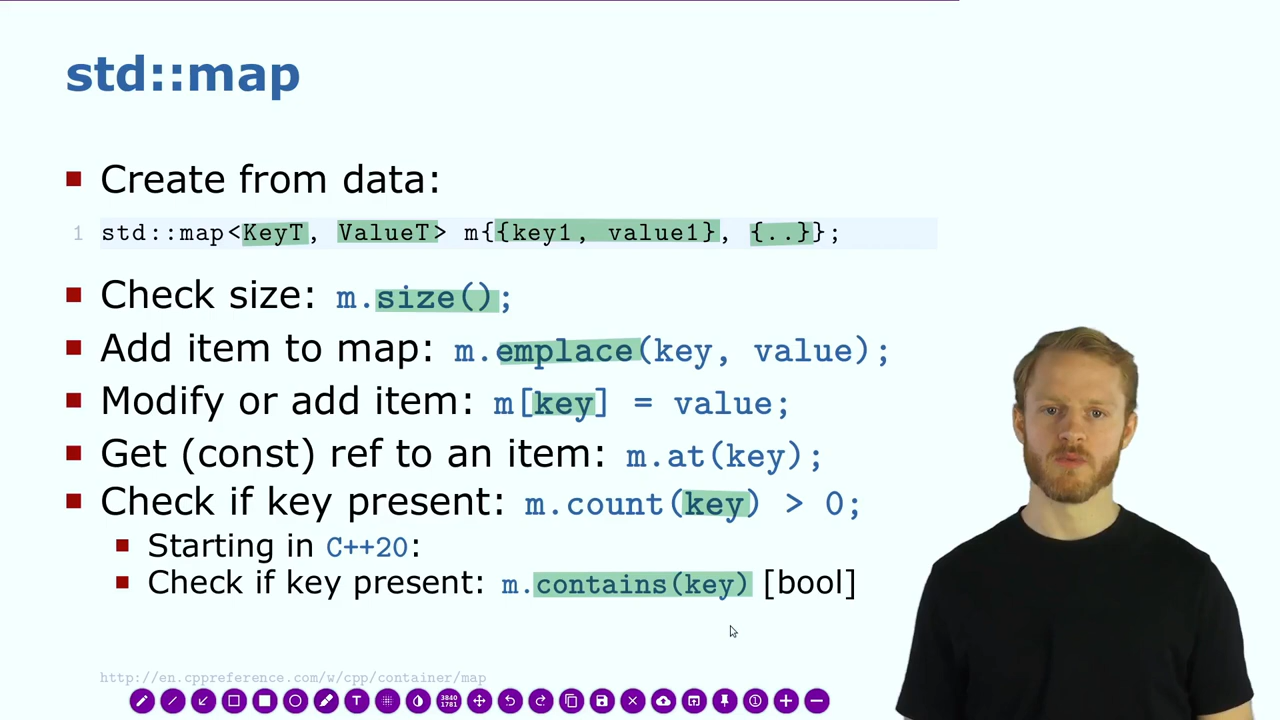 std::map
Create from data:
1 std::map<KeyT, ValueT> m{{key1, value1}, {..}};
Check size: m.size();
Add item to map: m.emplace(key, value);
Modify or add item: m[key] = value;
Get (const) ref to an item: m.at(key);
Check if key present: m.count(key) > 0;
Starting in C++20:
Check if key present: m.contains(key) [bool]
http://en.cppreference.com/w/cpp/container/map
T
3840
1781
1